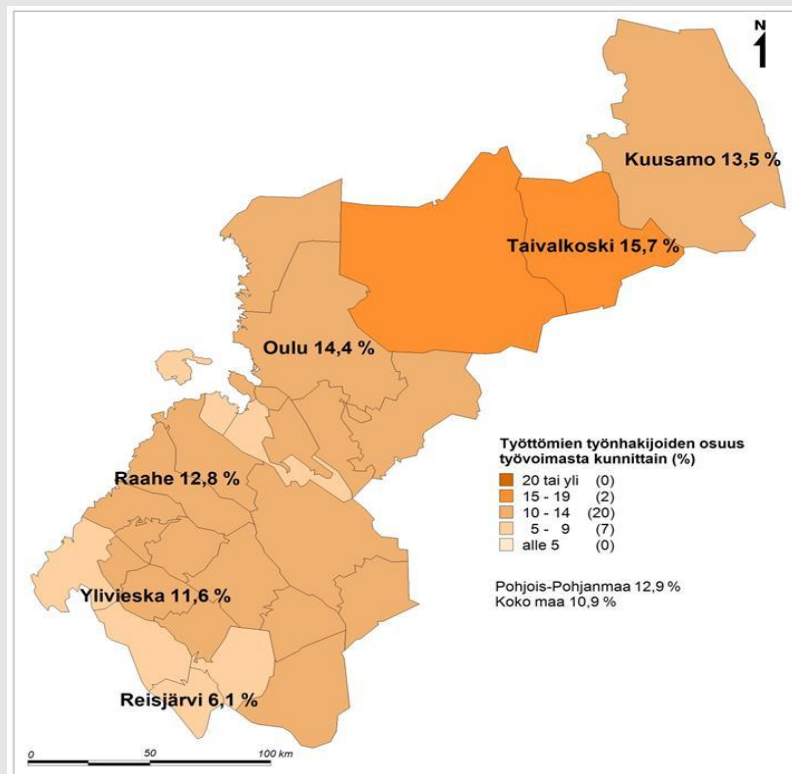 N
Kuusamo 13,5 %
Taivalkoski 15,7 %
Oulu 14,4 %
Raahe 12,8 %
Ylivieska 11,6 %
Reisjärvi 6,1 %
Työttömien työnhakijoiden osuus
työvoimasta kunnittain (%)
20 tai yli (0)
15 - 19 (2)
10 - 14 (20)
5 - 9 (7)
alle 5 (0)
Pohjois-Pohjanmaa 12,9 %
Koko maa 10,9 %
0 50 100 km